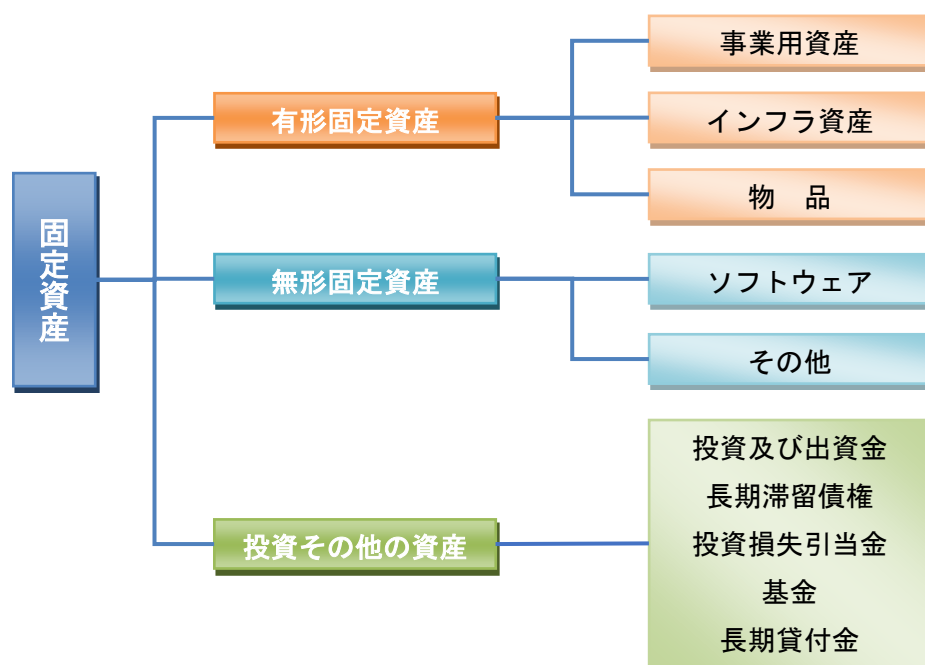 固定資産
有形固定資産
事業用資産
インフラ資産
物　品
無形固定資産
ソフトウェア
その他
投資その他の資産
投資及び出資金
長期滞留債権
投資損失引当金
基金
長期貸付金